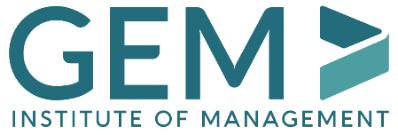 GEM
INSTITUTE OF MANAGEMENT